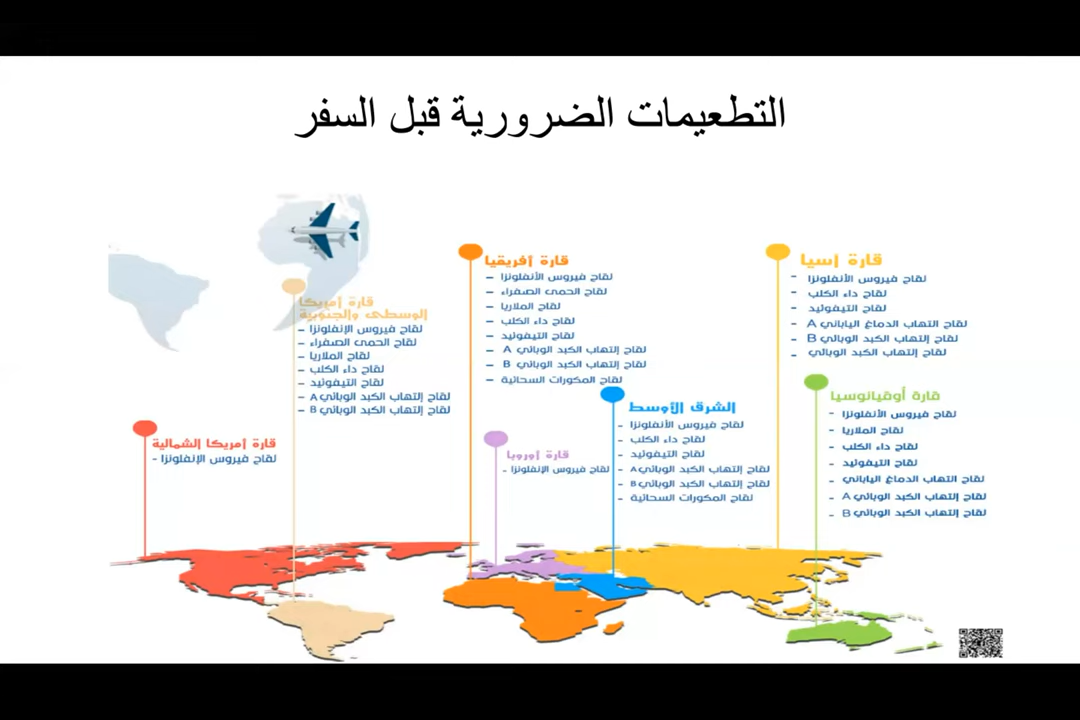 التطعيمات الضرورية قبل السفر
قارة آسيا
- لقاح فيروس الأنفلونزا
- لقاح داء الكلب
- لقاح التيفوئيد
- لقاح التهاب الدماغ الياباني A
- لقاح إلتهاب الكبد الوبائي B
- لقاح إلتهاب الكبد الوبائي
قارة أفريقيا
- لقاح فيروس الأنفلونزا
- لقاح الحمى الصفراء
- لقاح الملاريا
- لقاح داء الكلب
- لقاح التيفوئيد
- لقاح إلتهاب الكبد الوبائي A
- لقاح إلتهاب الكبد الوبائي B
- لقاح المكورات السحائية
قارة أمريكا
الوسطى والجنوبية
- لقاح فيروس الإنفلونزا
- لقاح الحمى الصفراء
- لقاح الملاريا
- لقاح داء الكلب
- لقاح التيفوئيد
- لقاح إلتهاب الكبد الوبائي A
- لقاح إلتهاب الكبد الوبائي B
قارة أوقيانوسيا
- لقاح فيروس الأنفلونزا
- لقاح الملاريا
- لقاح داء الكلب
- لقاح التيفوئيد
- لقاح التهاب الدماغ الياباني
- لقاح إلتهاب الكبد الوبائي A
- لقاح إلتهاب الكبد الوبائي B
الشرق الأوسط
- لقاح فيروس الأنفلونزا
- لقاح داء الكلب
- لقاح التيفوئيد
- لقاح إلتهاب الكبد الوبائي A
- لقاح إلتهاب الكبد الوبائي B
- لقاح المكورات السحائية
قارة أوروبا
- لقاح فيروس الإنفلونزا
قارة أمريكا الشمالية
- لقاح فيروس الإنفلونزا